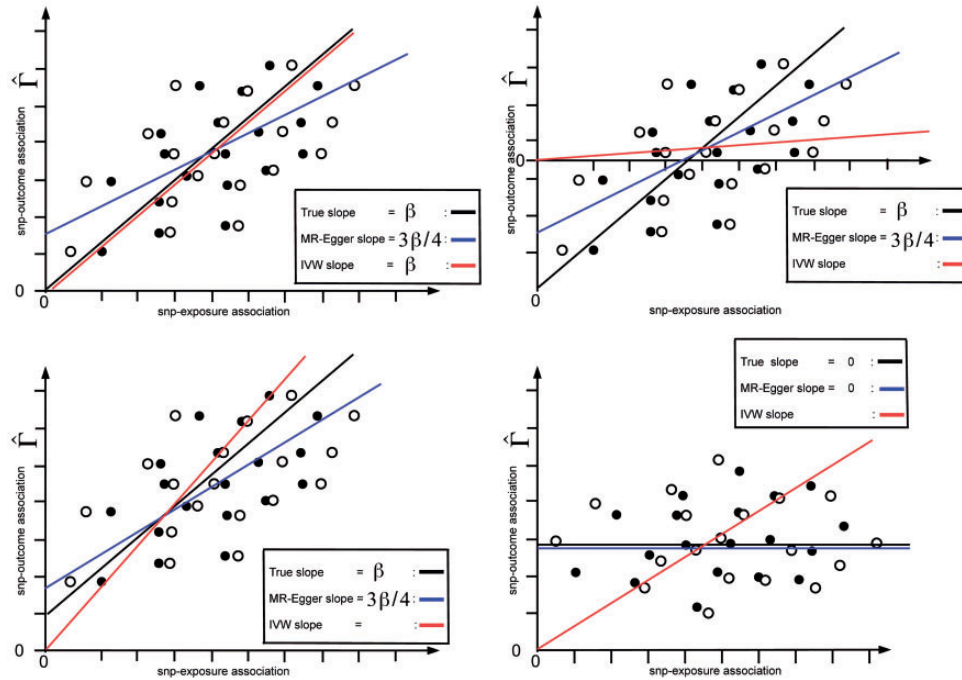 Γ̂
snp-outcome association
True slope = β :
MR-Egger slope = 3β/4 :
IVW slope = β :
0
0
snp-exposure association
Γ̂
snp-outcome association
True slope = β :
MR-Egger slope = 3β/4 :
IVW slope :
0
0
snp-exposure association
Γ̂
snp-outcome association
True slope = β :
MR-Egger slope = 3β/4 :
IVW slope = :
0
0
snp-exposure association
True slope = 0 :
MR-Egger slope = 0 :
IVW slope :
Γ̂
snp-outcome association
0
0
snp-exposure association